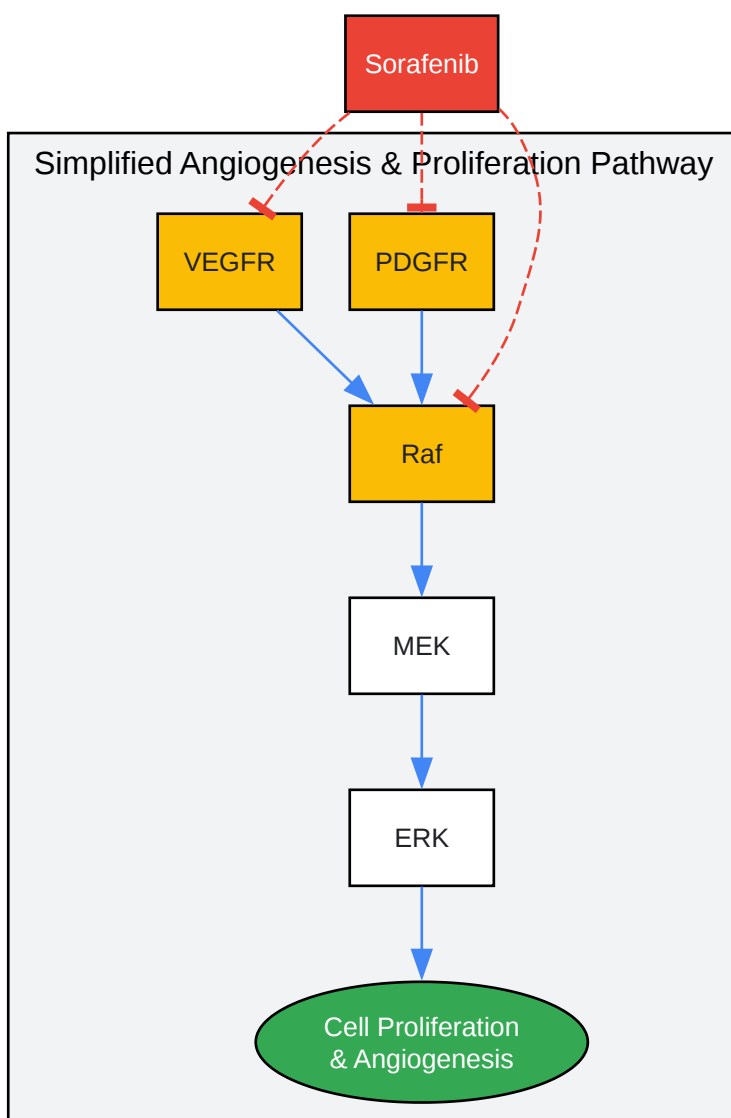 Sorafenib
Simplified Angiogenesis & Proliferation Pathway
VEGFR
PDGFR
Raf
MEK
ERK
Cell Proliferation
& Angiogenesis